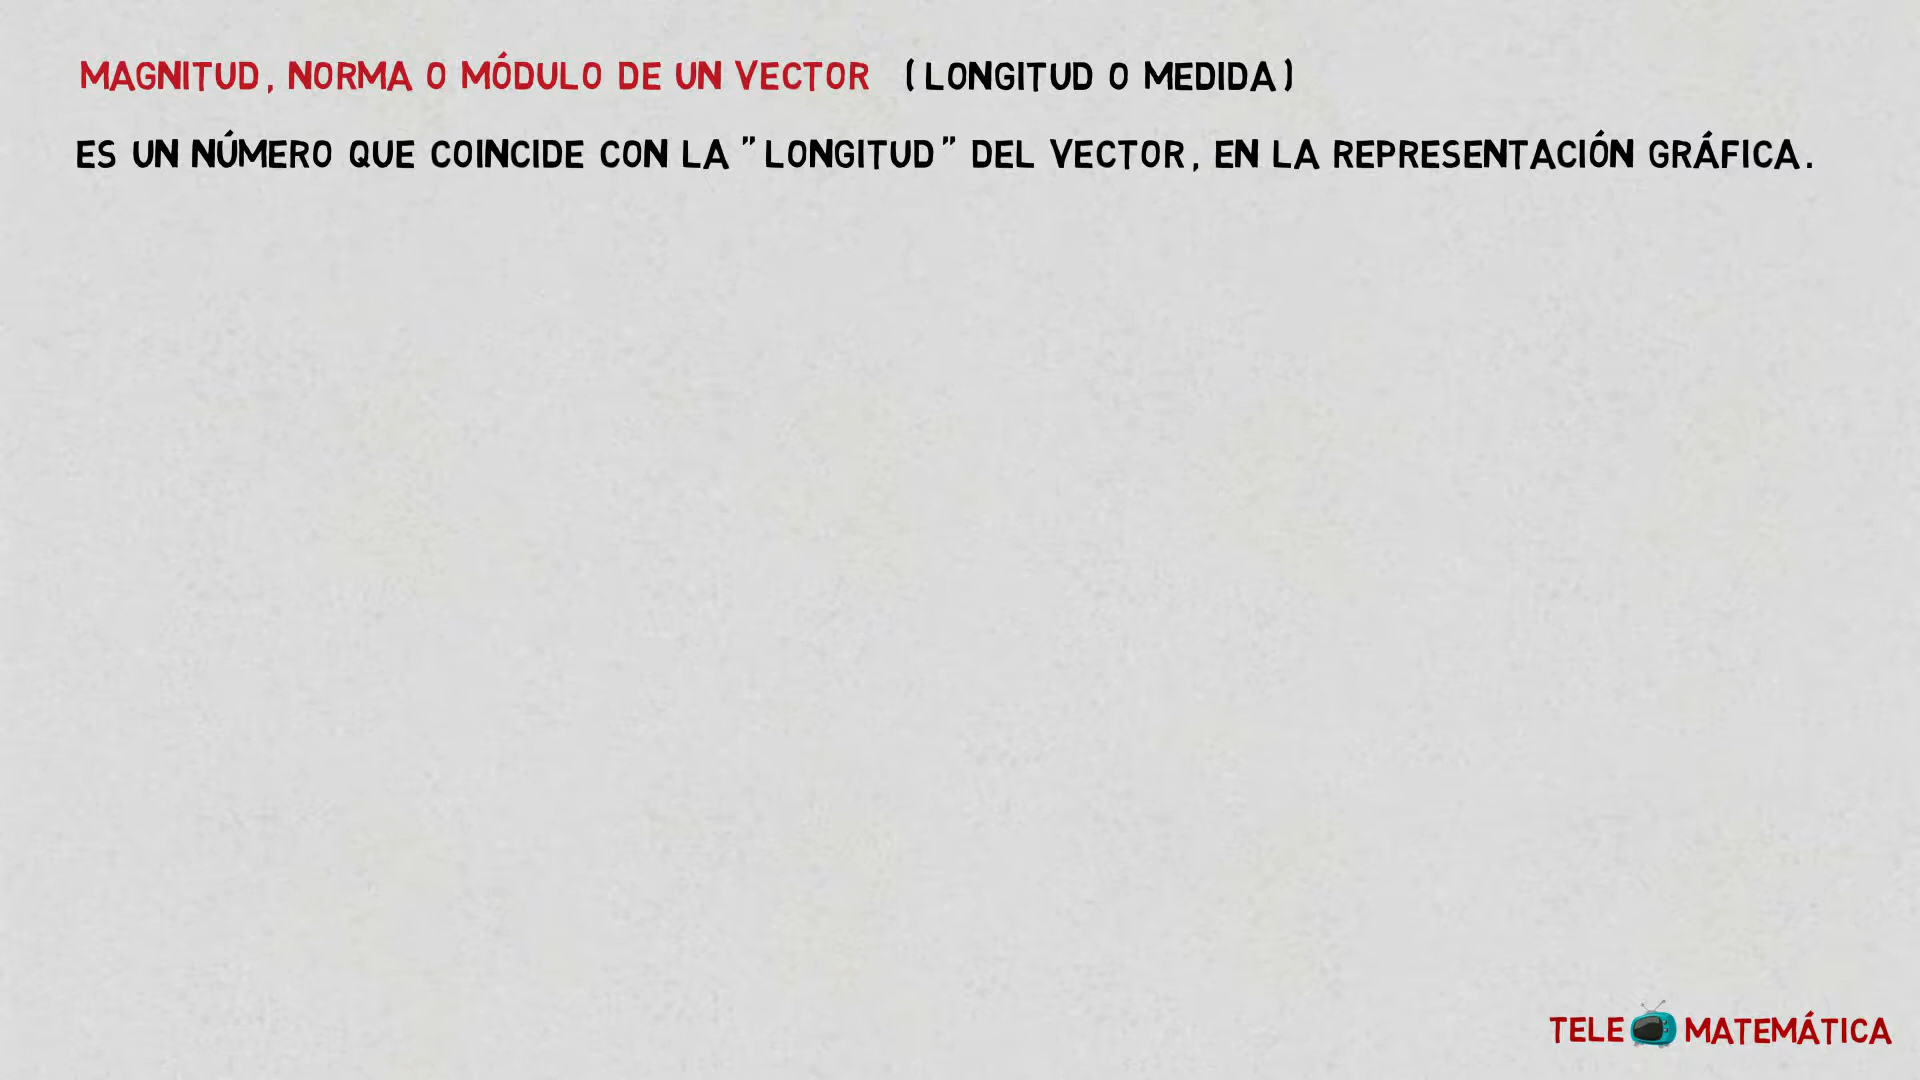 MAGNITUD, NORMA O MÓDULO DE UN VECTOR (LONGITUD O MEDIDA)
ES UN NÚMERO QUE COINCIDE CON LA "LONGITUD" DEL VECTOR, EN LA REPRESENTACIÓN GRÁFICA.
TELE MATEMÁTICA